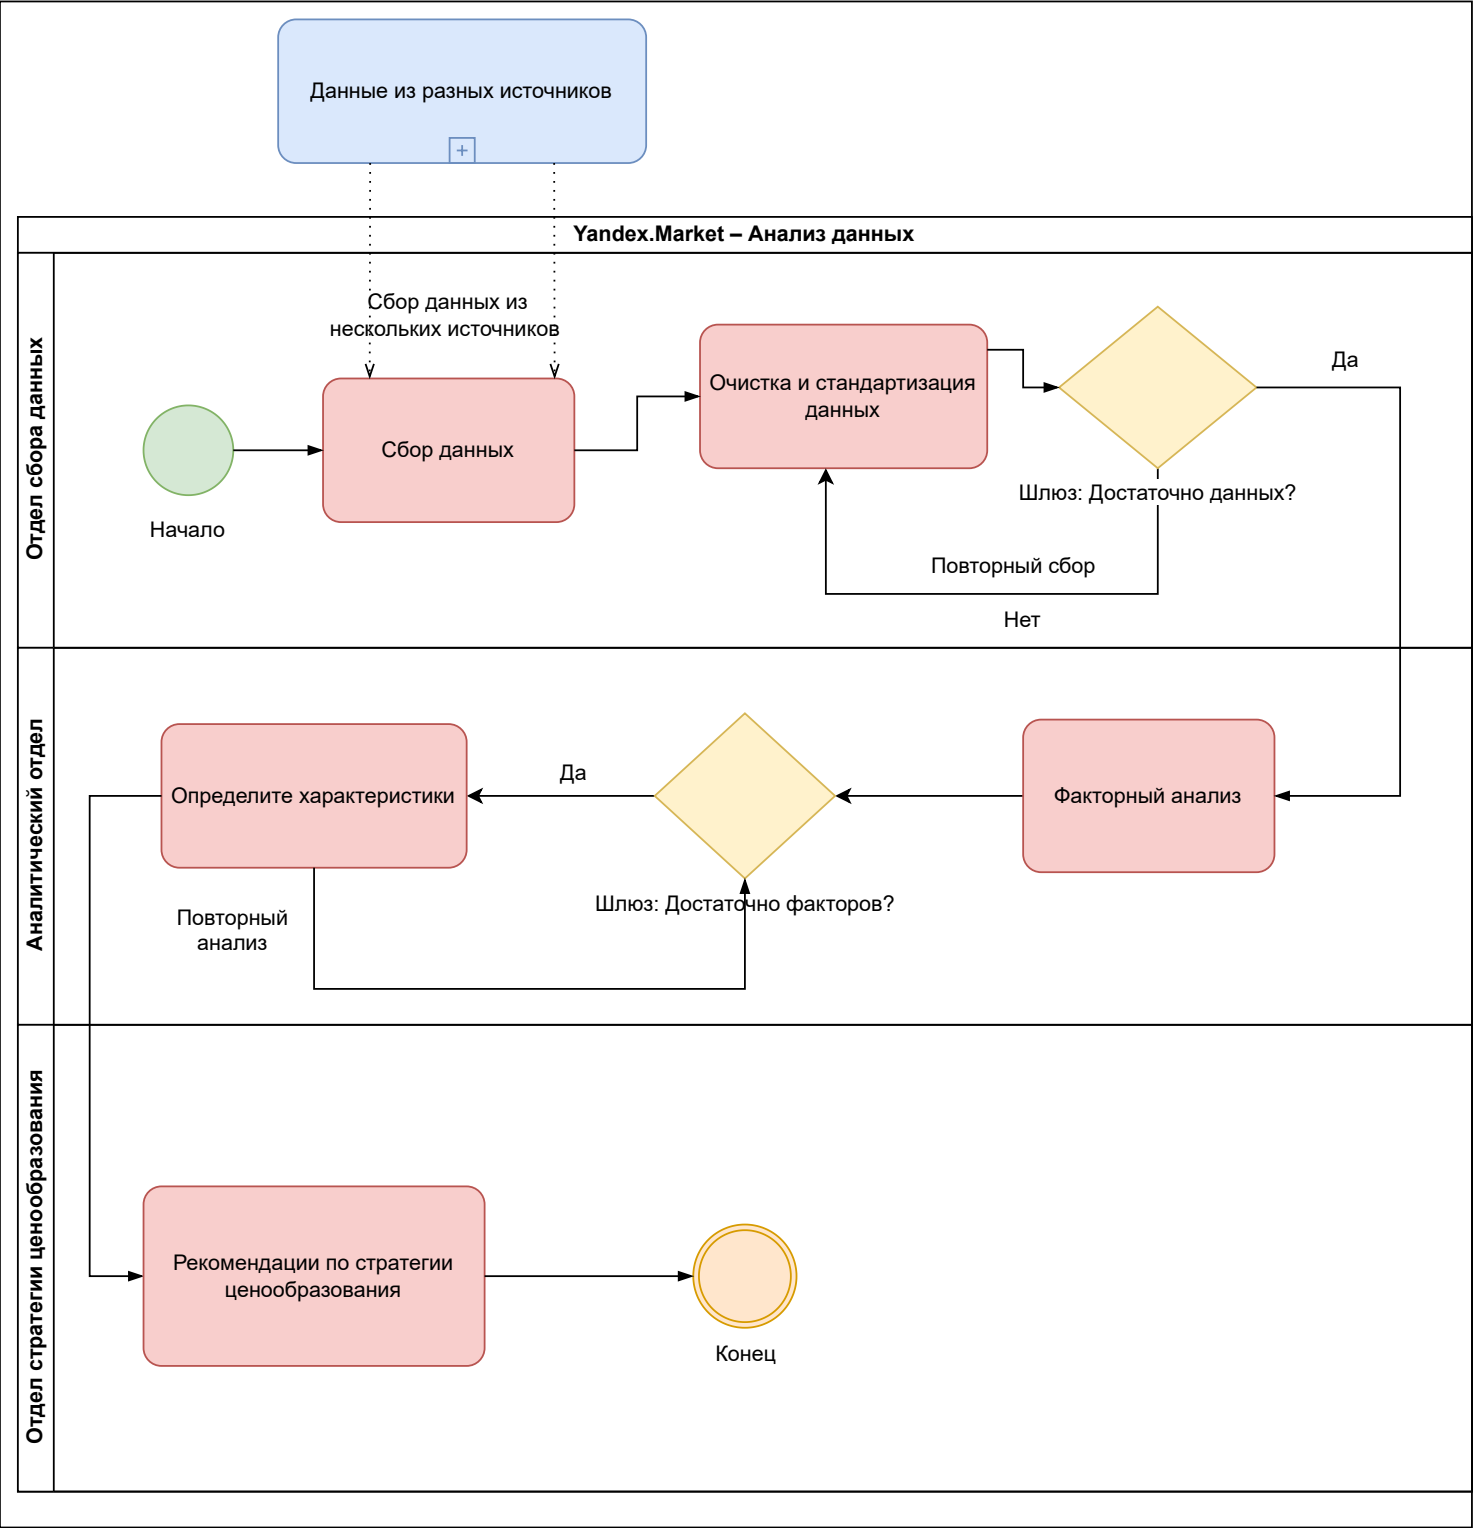 Данные из разных источников
Yandex.Market – Анализ данных
Отдел сбора данных
Сбор данных из
нескольких источников
Начало
Сбор данных
Очистка и стандартизация
данных
Да
Шлюз: Достаточно данных?
Повторный сбор
Нет
Аналитический отдел
Определите характеристики
Да
Факторный анализ
Шлюз: Достаточно факторов?
Повторный
анализ
Отдел стратегии ценообразования
Рекомендации по стратегии
ценообразования
Конец